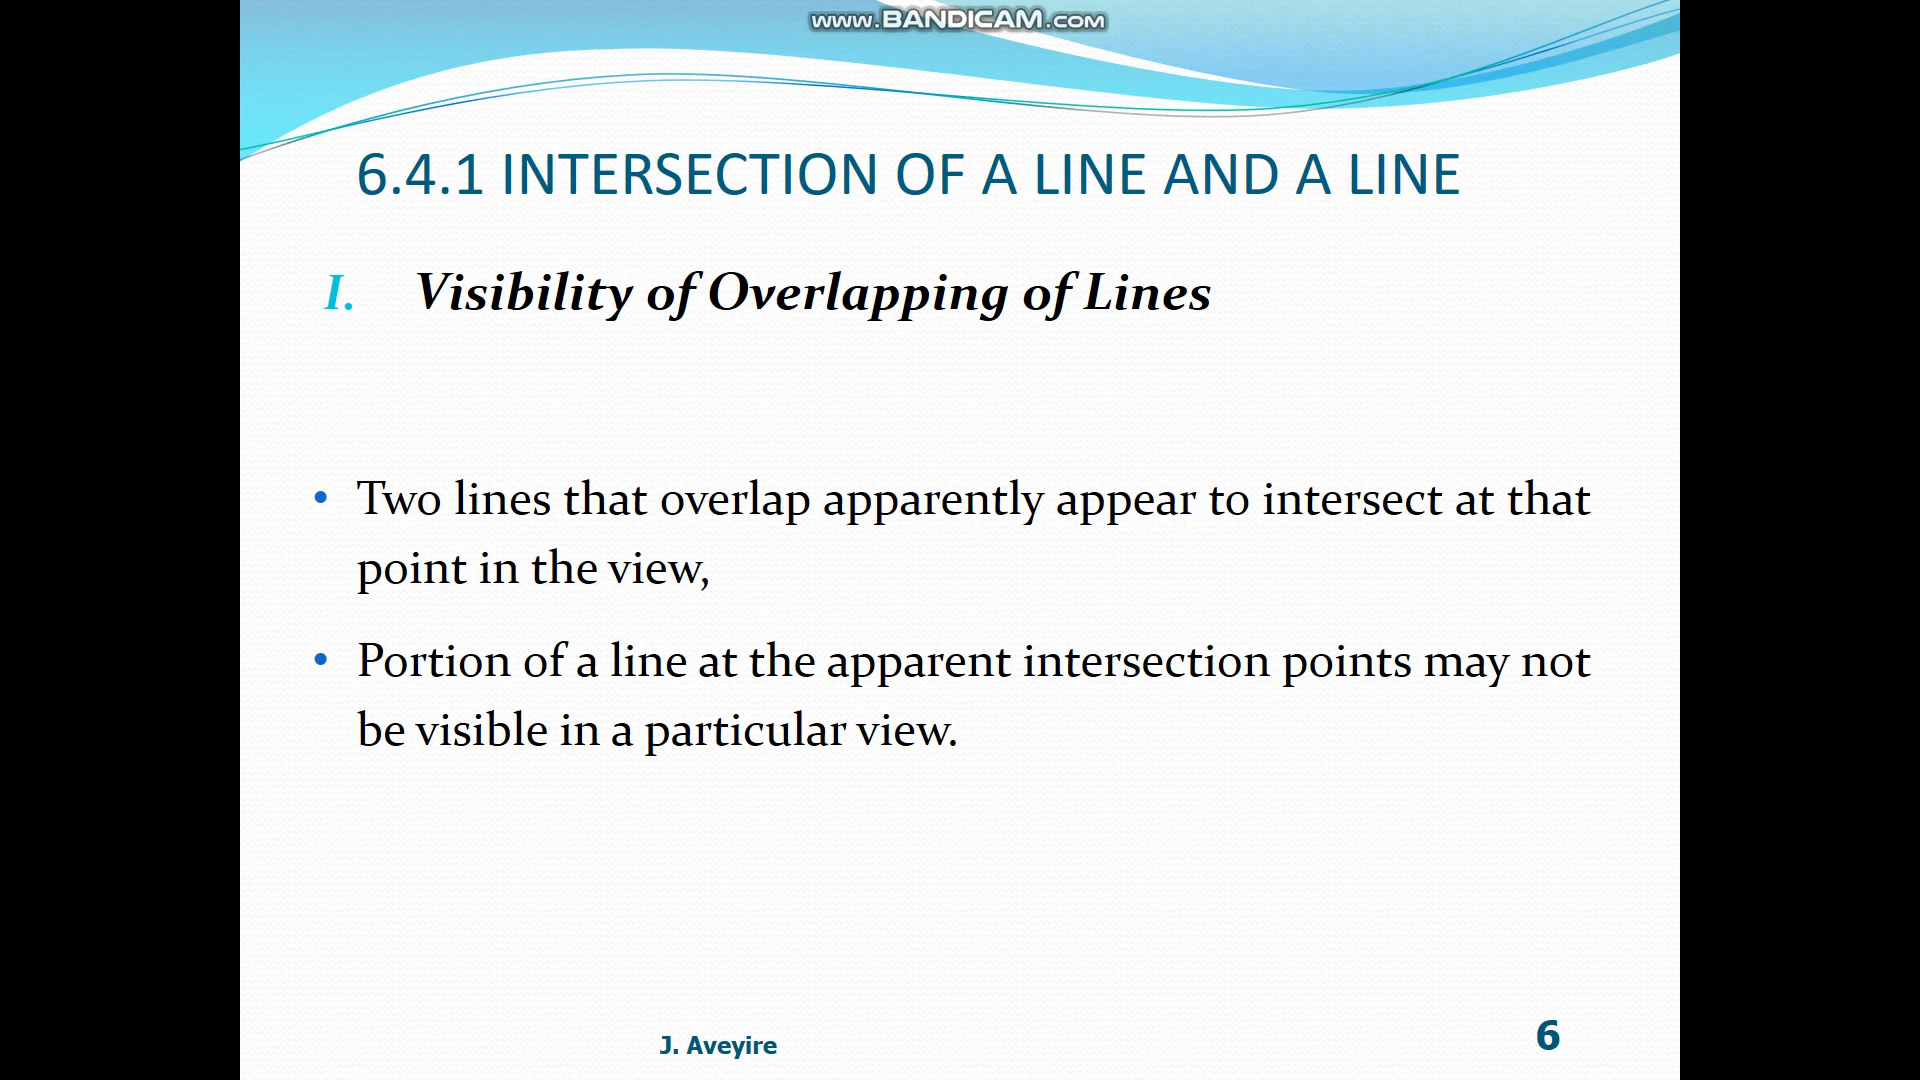 www.BANDICAM.com
6.4.1 INTERSECTION OF A LINE AND A LINE
I. Visibility of Overlapping of Lines
• Two lines that overlap apparently appear to intersect at that
point in the view,
• Portion of a line at the apparent intersection points may not
be visible in a particular view.
J. Aveyire
6